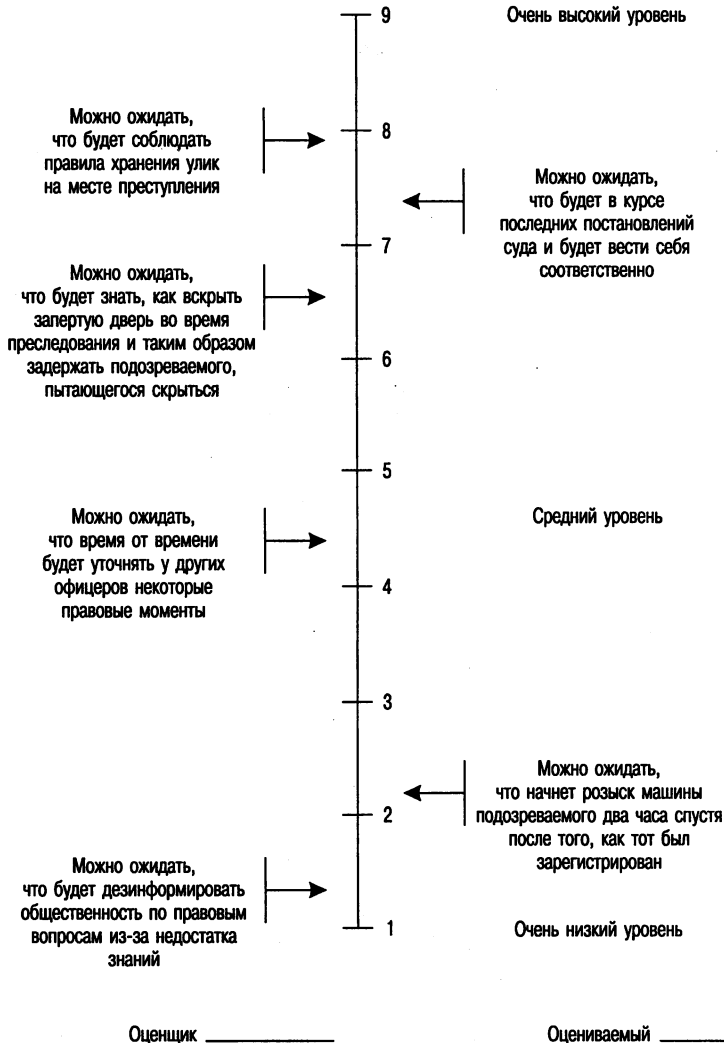 9 Очень высокий уровень
Можно ожидать,
что будет соблюдать
правила хранения улик
на месте преступления
8
Можно ожидать,
что будет в курсе
последних постановлений
суда и будет вести себя
соответственно
7
Можно ожидать,
что будет знать, как вскрыть
запертую дверь во время
преследования и таким образом
задержать подозреваемого,
пытающегося скрыться
6
5
Можно ожидать,
что время от времени
будет уточнять у других
офицеров некоторые
правовые моменты
Средний уровень
4
3
Можно ожидать,
что начнет розыск машины
подозреваемого два часа спустя
после того, как тот был
зарегистрирован
2
Можно ожидать,
что будет дезинформировать
общественность по правовым
вопросам из-за недостатка
знаний
1 Очень низкий уровень
Оценщик Оцениваемый